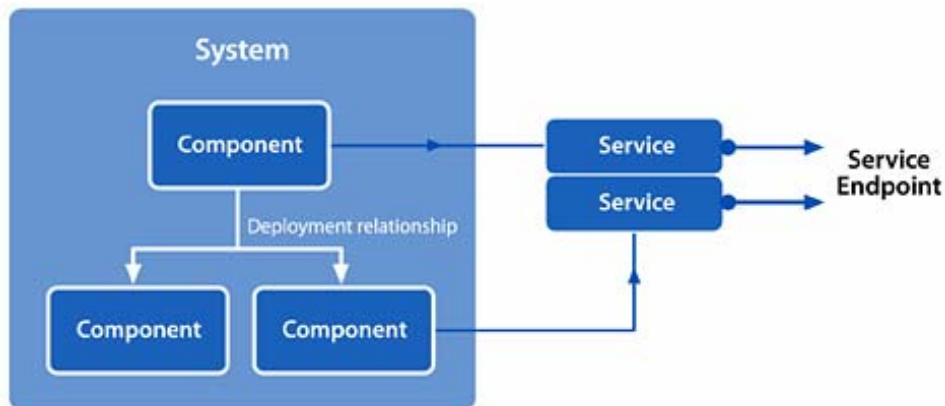 System
Component
Service
Service
Service
Endpoint
Deployment relationship
Component
Component